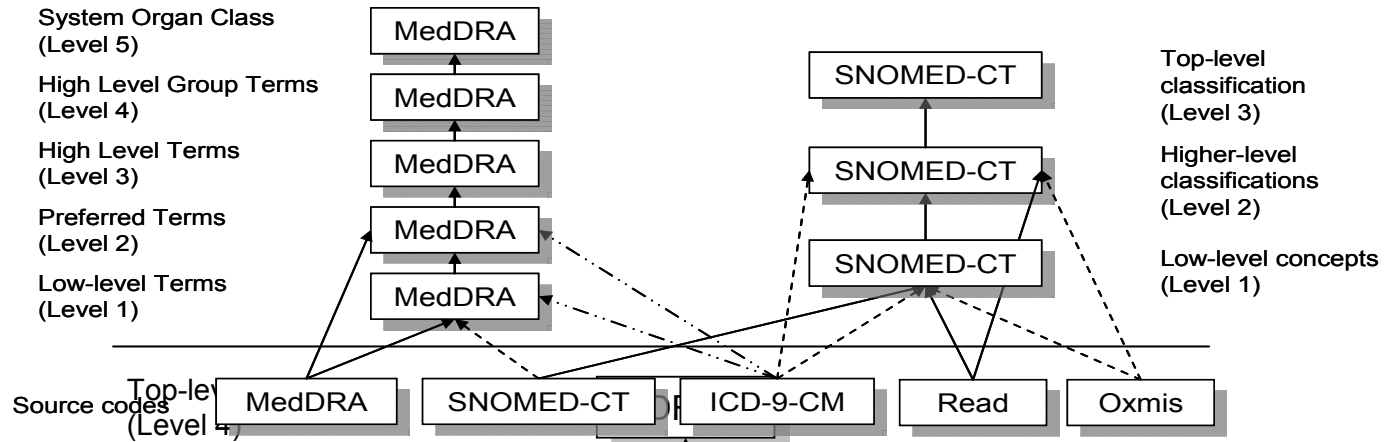 System Organ Class
(Level 5)
MedDRA
High Level Group Terms
(Level 4)
MedDRA
High Level Terms
(Level 3)
MedDRA
Preferred Terms
(Level 2)
MedDRA
Low-level Terms
(Level 1)
MedDRA
SNOMED-CT
Top-level
classification
(Level 3)
SNOMED-CT
Higher-level
classifications
(Level 2)
SNOMED-CT
Low-level concepts
(Level 1)
Source codes
(Level 4)
MedDRA
SNOMED-CT
ICD-9-CM
Read
Oxmis